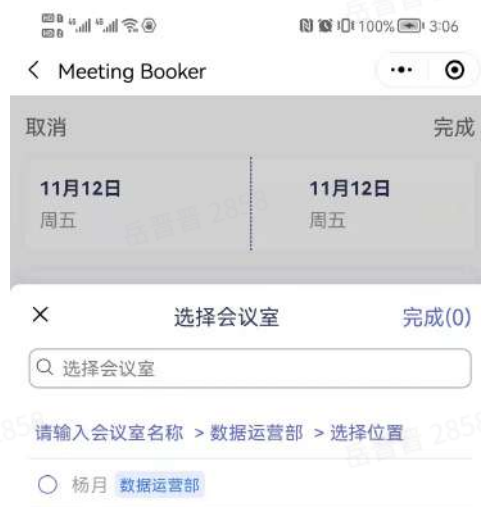 100% 3:06
Meeting Booker
取消 完成
11月12日 11月12日
周五 周五
选择会议室 完成(0)
选择会议室
请输入会议室名称 > 数据运营部 > 选择位置
杨月 数据运营部